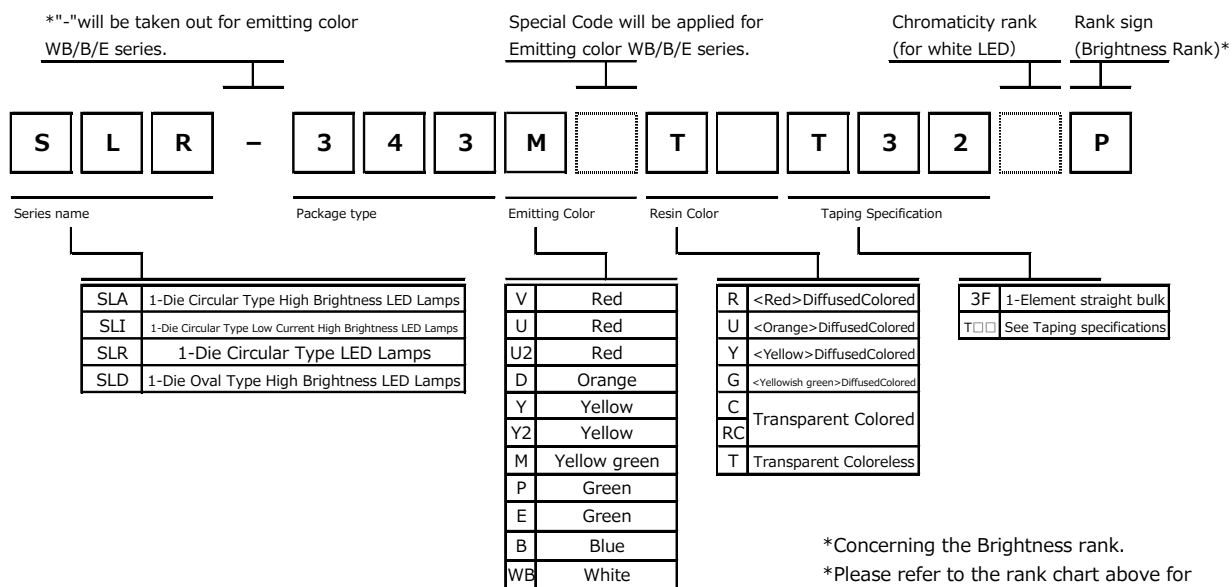 *"-"will be taken out for emitting color
WB/B/E series.
Special Code will be applied for
Emitting color WB/B/E series.
Chromaticity rank
(for white LED)
Rank sign
(Brightness Rank)*
S L R – 3 4 3 M T T 3 2 P
Series name
Package type
Emitting Color
Resin Color
Taping Specification
SLA 1-Die Circular Type High Brightness LED Lamps
SLI 1-Die Circular Type Low Current High Brightness LED Lamps
SLR 1-Die Circular Type LED Lamps
SLD 1-Die Oval Type High Brightness LED Lamps
V Red
U Red
U2 Red
D Orange
Y Yellow
Y2 Yellow
M Yellow green
P Green
E Green
B Blue
WB White
R <Red>DiffusedColored
U <Orange>DiffusedColored
Y <Yellow>DiffusedColored
G <Yellowish green>DiffusedColored
C
RC
Transparent Colored
T Transparent Coloreless
3F 1-Element straight bulk
T□□ See Taping specifications
*Concerning the Brightness rank.
*Please refer to the rank chart above for